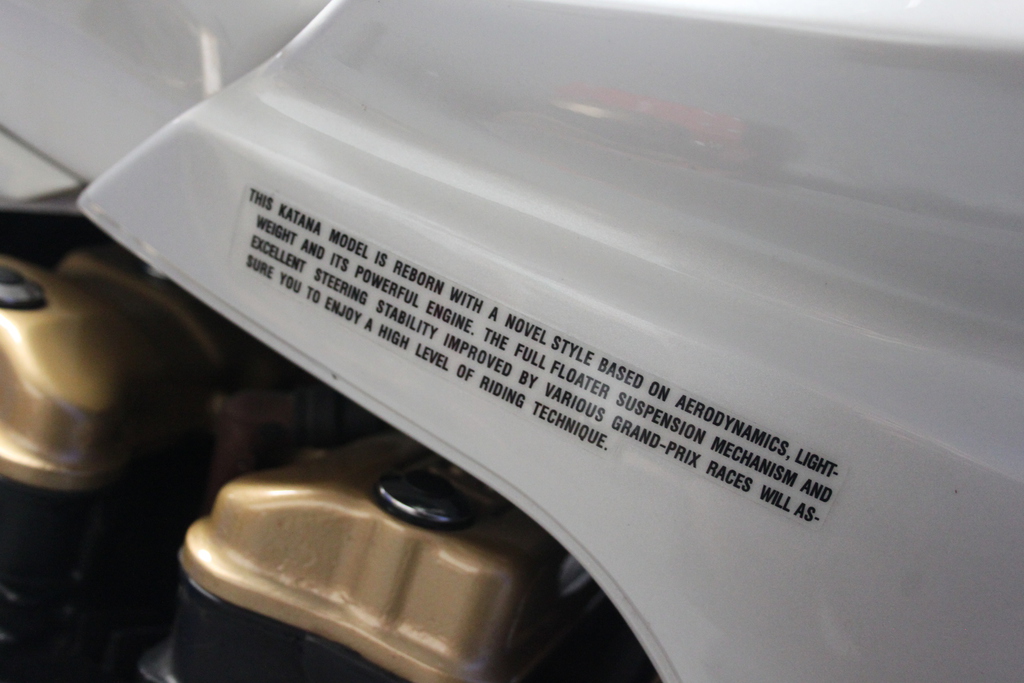 THIS KATANA MODEL IS REBORN WITH A NOVEL STYLE BASED ON AERODYNAMICS, LIGHT-
WEIGHT AND ITS POWERFUL ENGINE. THE FULL FLOATER SUSPENSION MECHANISM AND
EXCELLENT STEERING STABILITY IMPROVED BY VARIOUS GRAND-PRIX RACES WILL AS-
SURE YOU TO ENJOY A HIGH LEVEL OF RIDING TECHNIQUE.